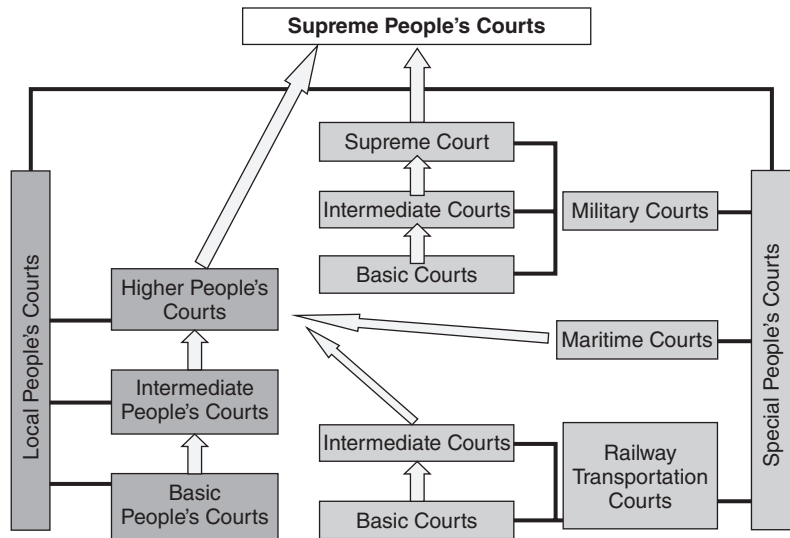 Supreme People's Courts
Supreme Court
Intermediate Courts
Military Courts
Basic Courts
Local People's Courts
Higher People's
Courts
Maritime Courts
Special People's Courts
Intermediate
People's Courts
Intermediate Courts
Railway
Transportation
Courts
Basic
People's Courts
Basic Courts